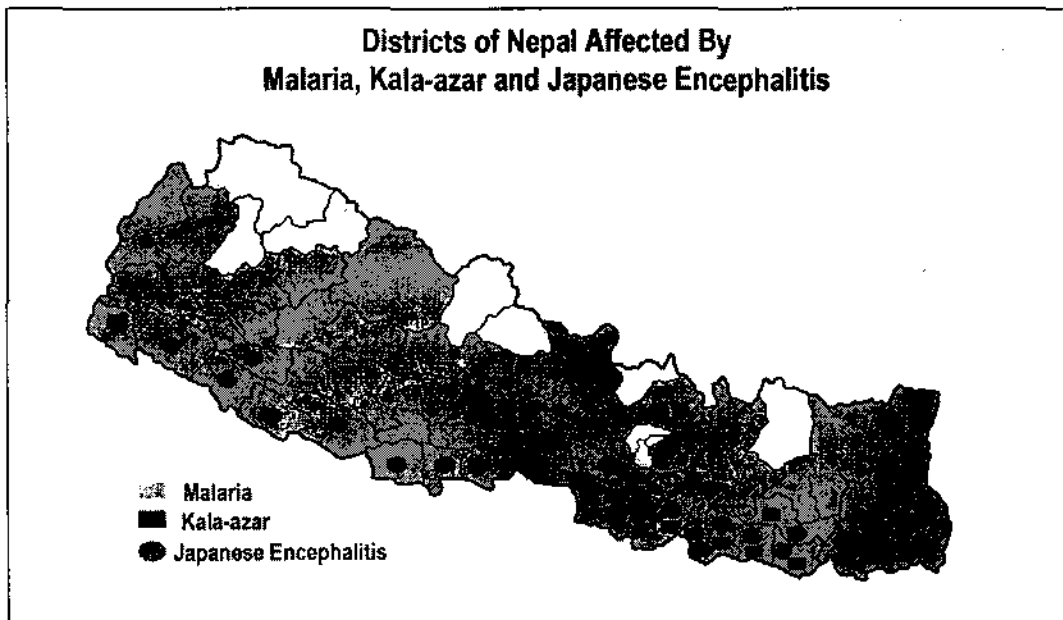 Districts of Nepal Affected By
Malaria, Kala-azar and Japanese Encephalitis
Malaria
Kala-azar
Japanese Encephalitis